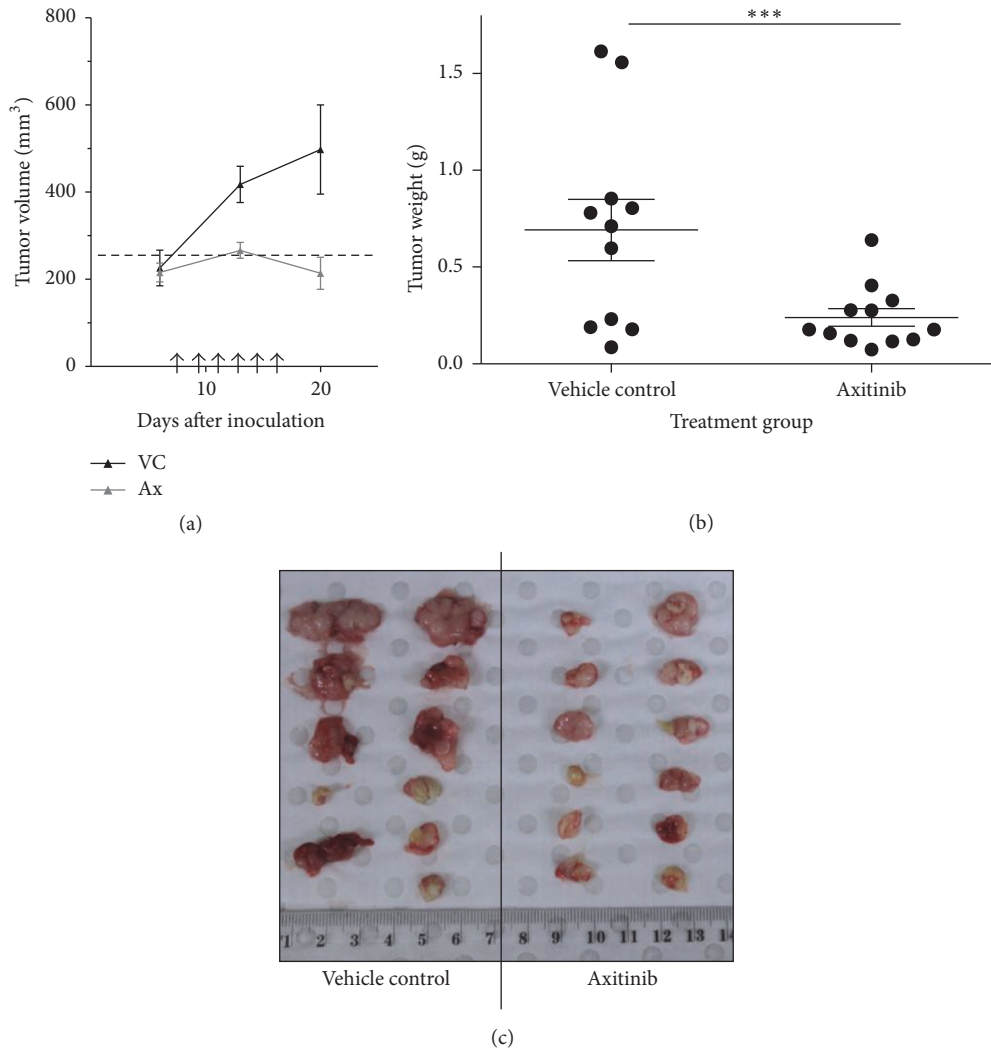 800
600
400
200
0
Tumor volume (mm³)
10
20
Days after inoculation
VC
Ax
(a)
***
1.5
1.0
0.5
0.0
Tumor weight (g)
Vehicle control
Axitinib
Treatment group
(b)
1 2 3 4 5 6 7 8 9 10 11 12 13 14
Vehicle control
Axitinib
(c)